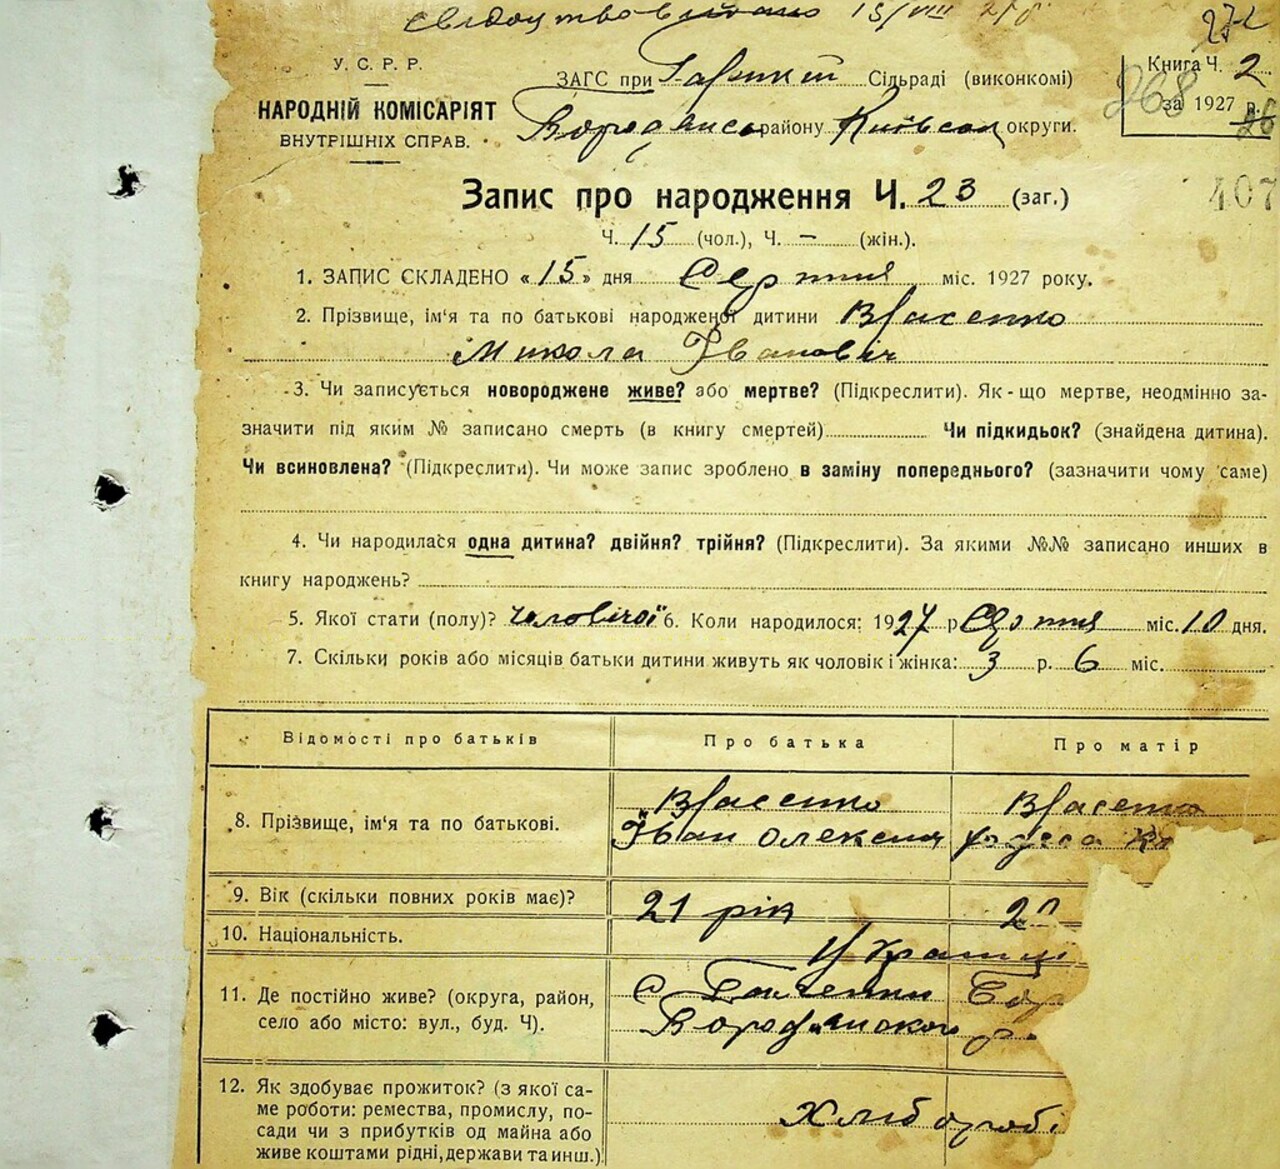 свідоцтво видано 15/VIII 27 р
272
У. С. Р. Р.
НАРОДНІЙ КОМІСАРІЯТ
ВНУТРІШНІХ СПРАВ.
ЗАГС при Сільраді (виконкомі)
району Київської округи.
Книга Ч. 2
268
за 1927 р.
26
407
Запис про народження Ч. 23 (заг.)
Ч. 15 (чол.), Ч. – (жін.).
1. ЗАПИС СКЛАДЕНО «15» дня Серпня міс. 1927 року.
2. Прізвище, ім'я та по батькові народженої дитини Власенко
Микола Іванович
3. Чи записується новороджене живе? або мертве? (Підкреслити). Як-що мертве, неодмінно за-
значити під яким № записано смерть (в книгу смертей) Чи підкидьок? (знайдена дитина).
Чи всиновлена? (Підкреслити). Чи може запис зроблено в заміну попереднього? (зазначити чому саме)
4. Чи народилася одна дитина? двійня? трійня? (Підкреслити). За якими №№ записано инших в
книгу народжень?
5. Якої стати (полу)? чоловічої 6. Коли народилося: 1927 р Серпня міс. 10 дня.
7. Скільки років або місяців батьки дитини живуть як чоловік і жінка: 3 р. 6 міс.
Відомості про батьків Про батька Про матір
8. Прізвище, ім'я та по батькові.
Власенко
Іван Олексій
Власенко
9. Вік (скільки повних років має)? 21 рік
10. Національність. Українці
11. Де постійно живе? (округа, район,
село або місто: вул., буд. Ч).
Бородянского
12. Як здобуває прожиток? (з якої са-
ме роботи: ремества, промислу, по-
сади чи з прибутків од майна або
живе коштами рідні, держави та инш.)
Хлібороби